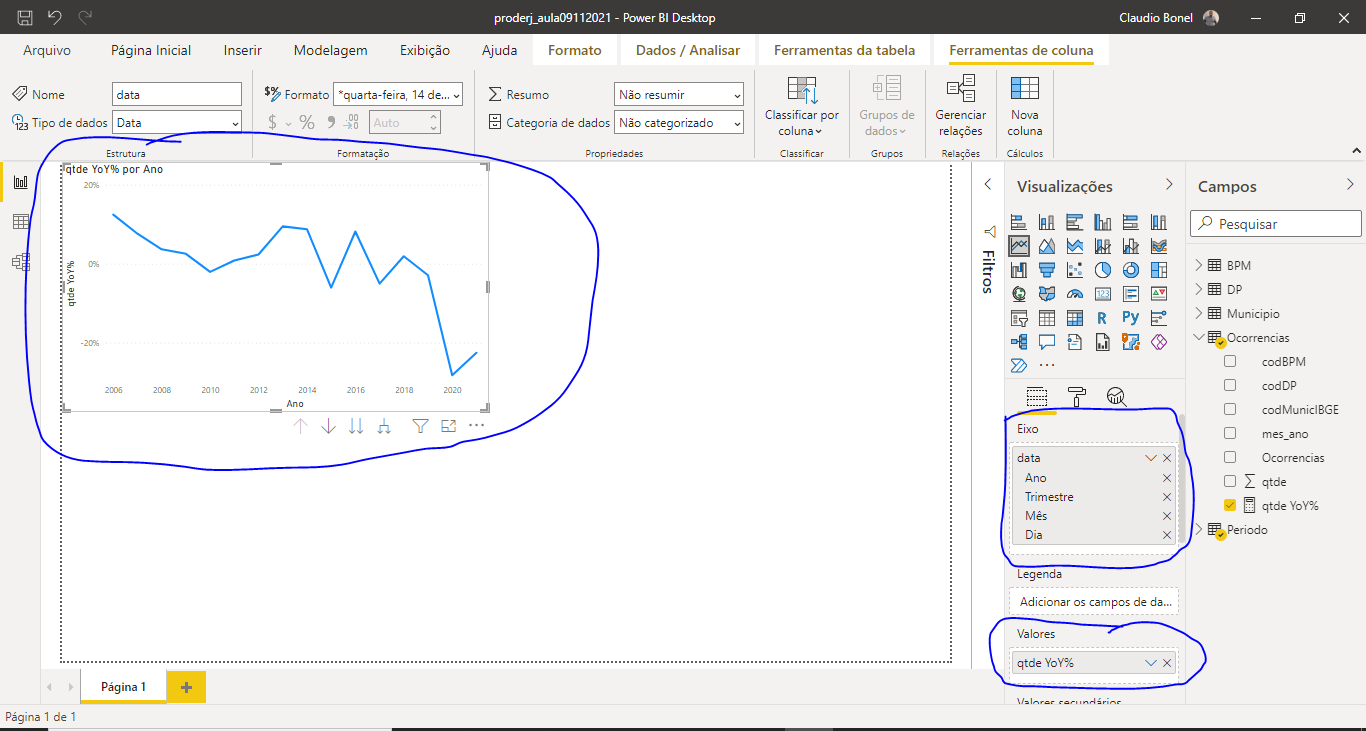 proderj_aula09112021 - Power BI Desktop
Claudio Bonel
Arquivo
Página Inicial
Inserir
Modelagem
Exibição
Ajuda
Formato
Dados / Analisar
Ferramentas da tabela
Ferramentas de coluna
Nome
data
Tipo de dados
Data
Estrutura
Formato
*quarta-feira, 14 de...
$
%
Auto
Formatação
Resumo
Não resumir
Categoria de dados
Não categorizado
Propriedades
Classificar por
coluna
Classificar
Grupos de
dados
Grupos
Gerenciar
relações
Relações
Nova
coluna
Cálculos
qtde YoY% por Ano
20%
0%
-20%
qtde YoY%
2006
2008
2010
2012
2014
2016
2018
2020
Ano
Filtros
Visualizações
123
R
Py
...
Eixo
data
Ano
Trimestre
Mês
Dia
Legenda
Adicionar os campos de da...
Valores
qtde YoY%
Valores secundários
Campos
Pesquisar
BPM
DP
Municipio
Ocorrencias
codBPM
codDP
codMunicIBGE
mes_ano
Ocorrencias
qtde
qtde YoY%
Periodo
Página 1
Página 1 de 1